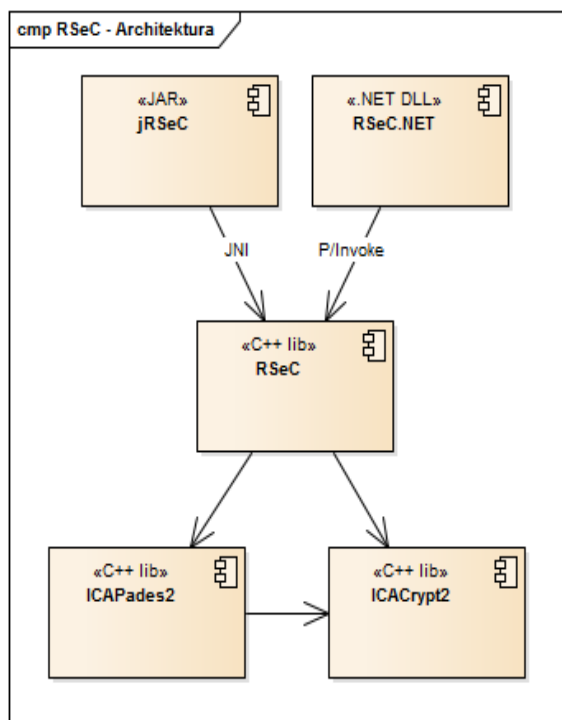 cmp RSeC - Architektura
«JAR»
jRSeC
«.NET DLL»
RSeC.NET
JNI
P/Invoke
«C++ lib»
RSeC
«C++ lib»
ICAPades2
«C++ lib»
ICACrypt2